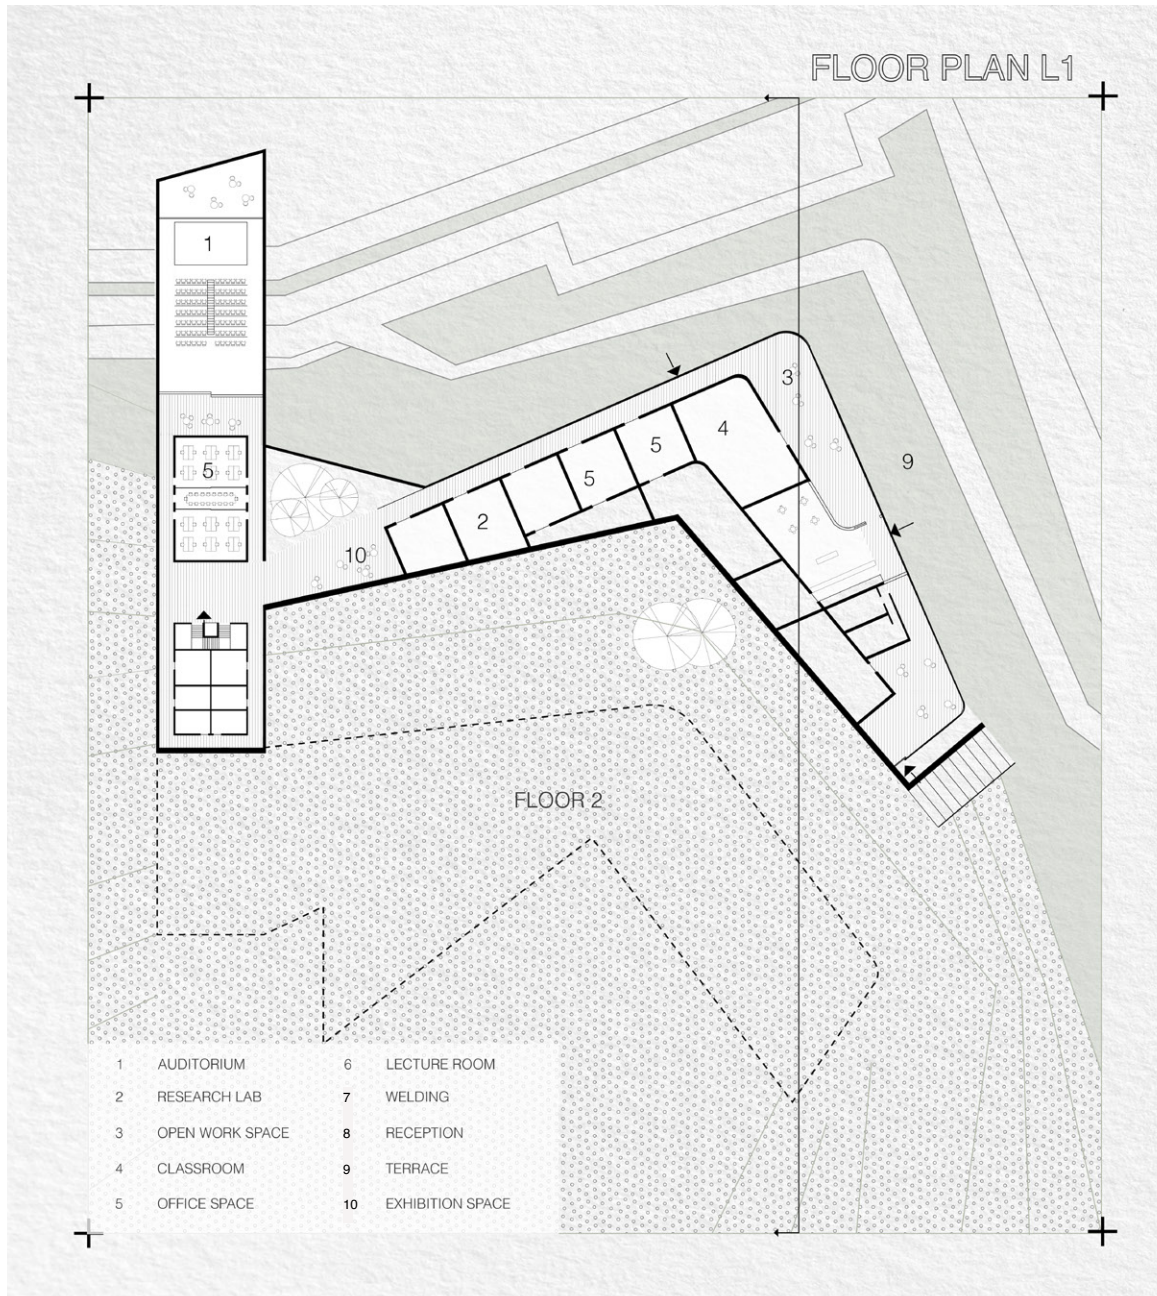 FLOOR PLAN L1
1
3
4
5
9
5
5
2
10
FLOOR 2
1 AUDITORIUM 6 LECTURE ROOM
2 RESEARCH LAB 7 WELDING
3 OPEN WORK SPACE 8 RECEPTION
4 CLASSROOM 9 TERRACE
5 OFFICE SPACE 10 EXHIBITION SPACE